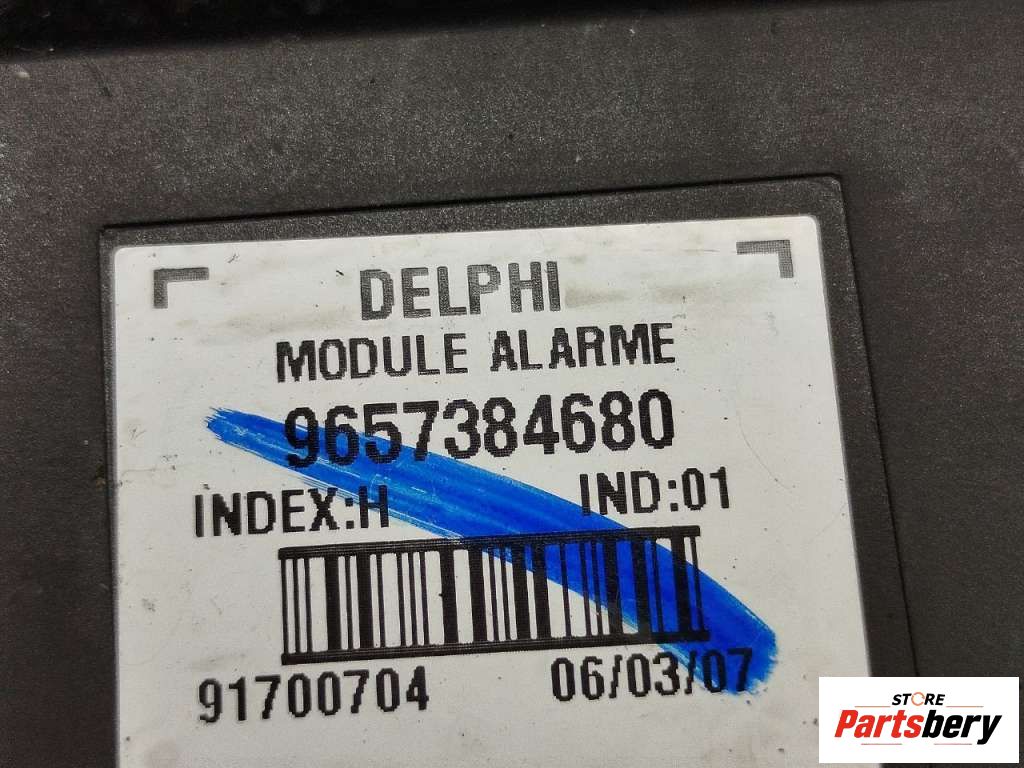 DELPHI
MODULE ALARME
9657384680
INDEX:H IND:01
91700704 06/03/07
STORE
Partsbery